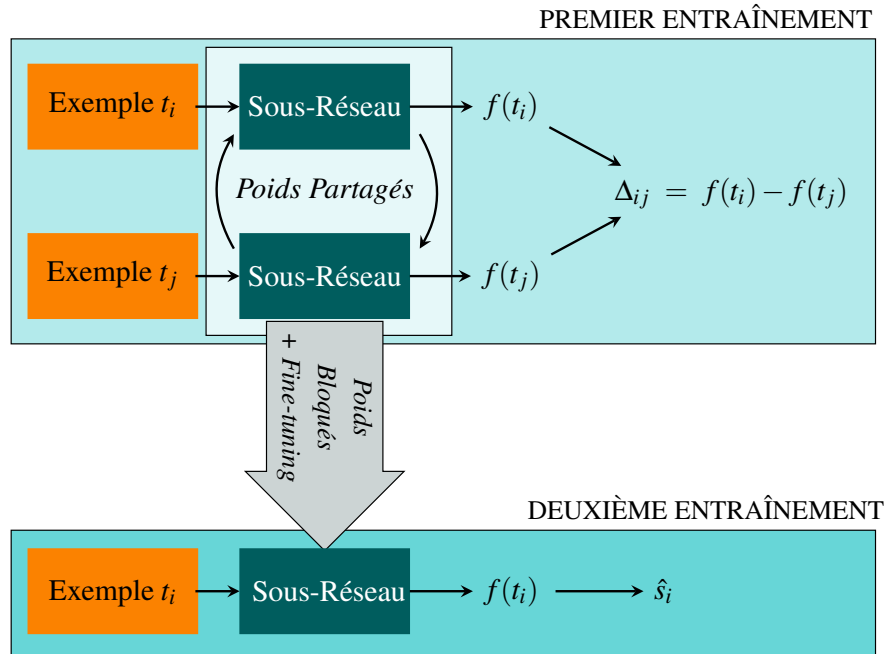 PREMIER ENTRAÎNEMENT
Exemple t_i
Sous-Réseau
f(t_i)
Poids Partagés
Δ_ij = f(t_i) − f(t_j)
Exemple t_j
Sous-Réseau
f(t_j)
Poids
Bloqués
+ Fine-tuning
DEUXIÈME ENTRAÎNEMENT
Exemple t_i
Sous-Réseau
f(t_i)
ŝ_i